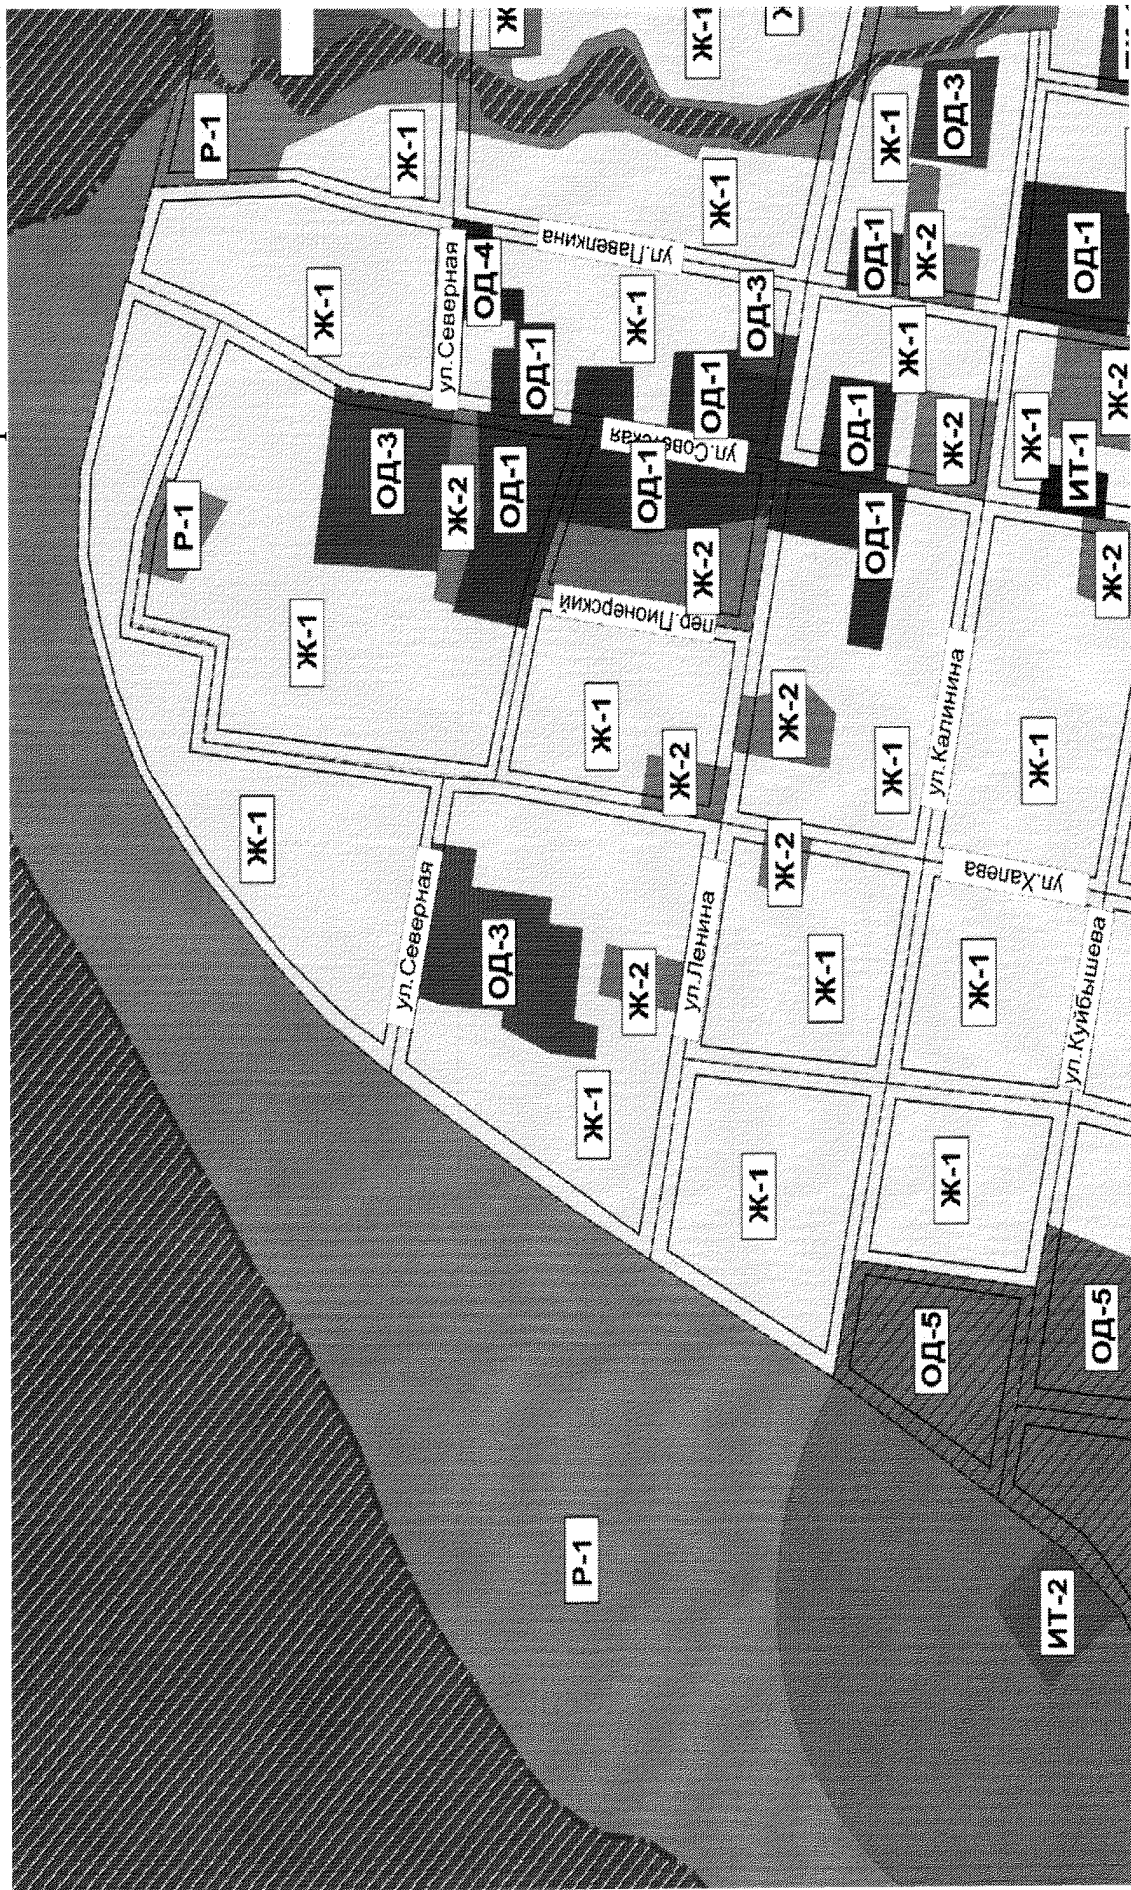 Р-1
Р-1
Ж-1
Ж-1
Ж-1
ОД-3
Ж-1
ул.Северная
ул.Северная
Ж-2
ОД-4
ОД-3
ОД-1
ОД-1
Р-1
Ж-1
Ж-1
пер.Пионерский
ул.Павелкина
Ж-1
Ж-2
ОД-1
ул.Советская
Ж-2
ул.Ленина
Ж-2
Ж-1
ОД-1
Ж-1
ОД-3
Ж-1
Ж-2
Ж-2
Ж-1
ОД-1
ОД-1
ОД-1
Ж-1
Ж-1
Ж-1
Ж-2
ОД-5
ул.Калинина
Ж-1
Ж-2
ОД-3
Ж-1
ул.Халева
Ж-1
Ж-1
ИТ-2
ИТ-1
ОД-1
ул.Куйбышева
ОД-5
Ж-2
Ж-2